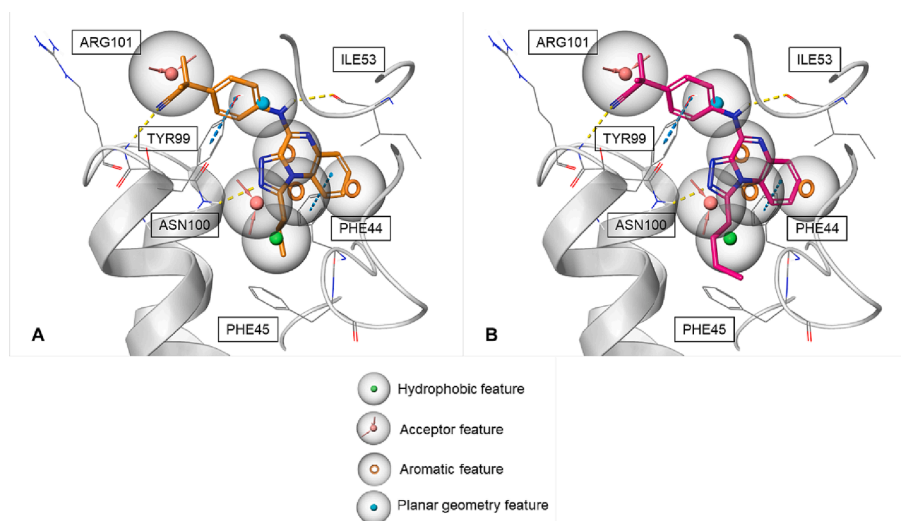 ARG101
ILE53
TYR99
ASN100
PHE44
PHE45
A
ARG101
ILE53
TYR99
ASN100
PHE44
PHE45
B
Hydrophobic feature
Acceptor feature
Aromatic feature
Planar geometry feature